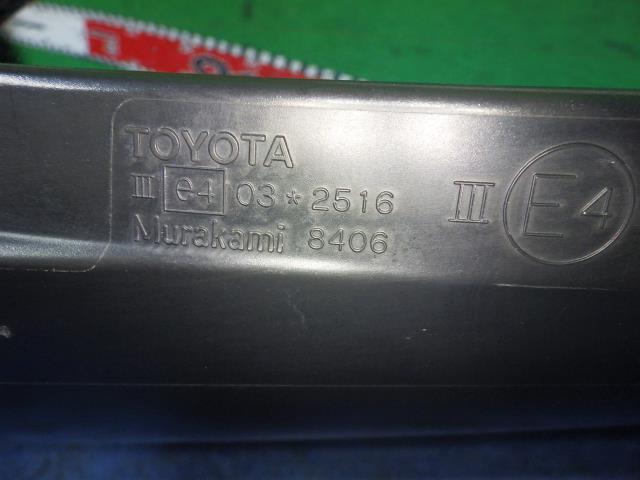 TOYOTA
III e4 03*2516
Murakami 8406
III E4